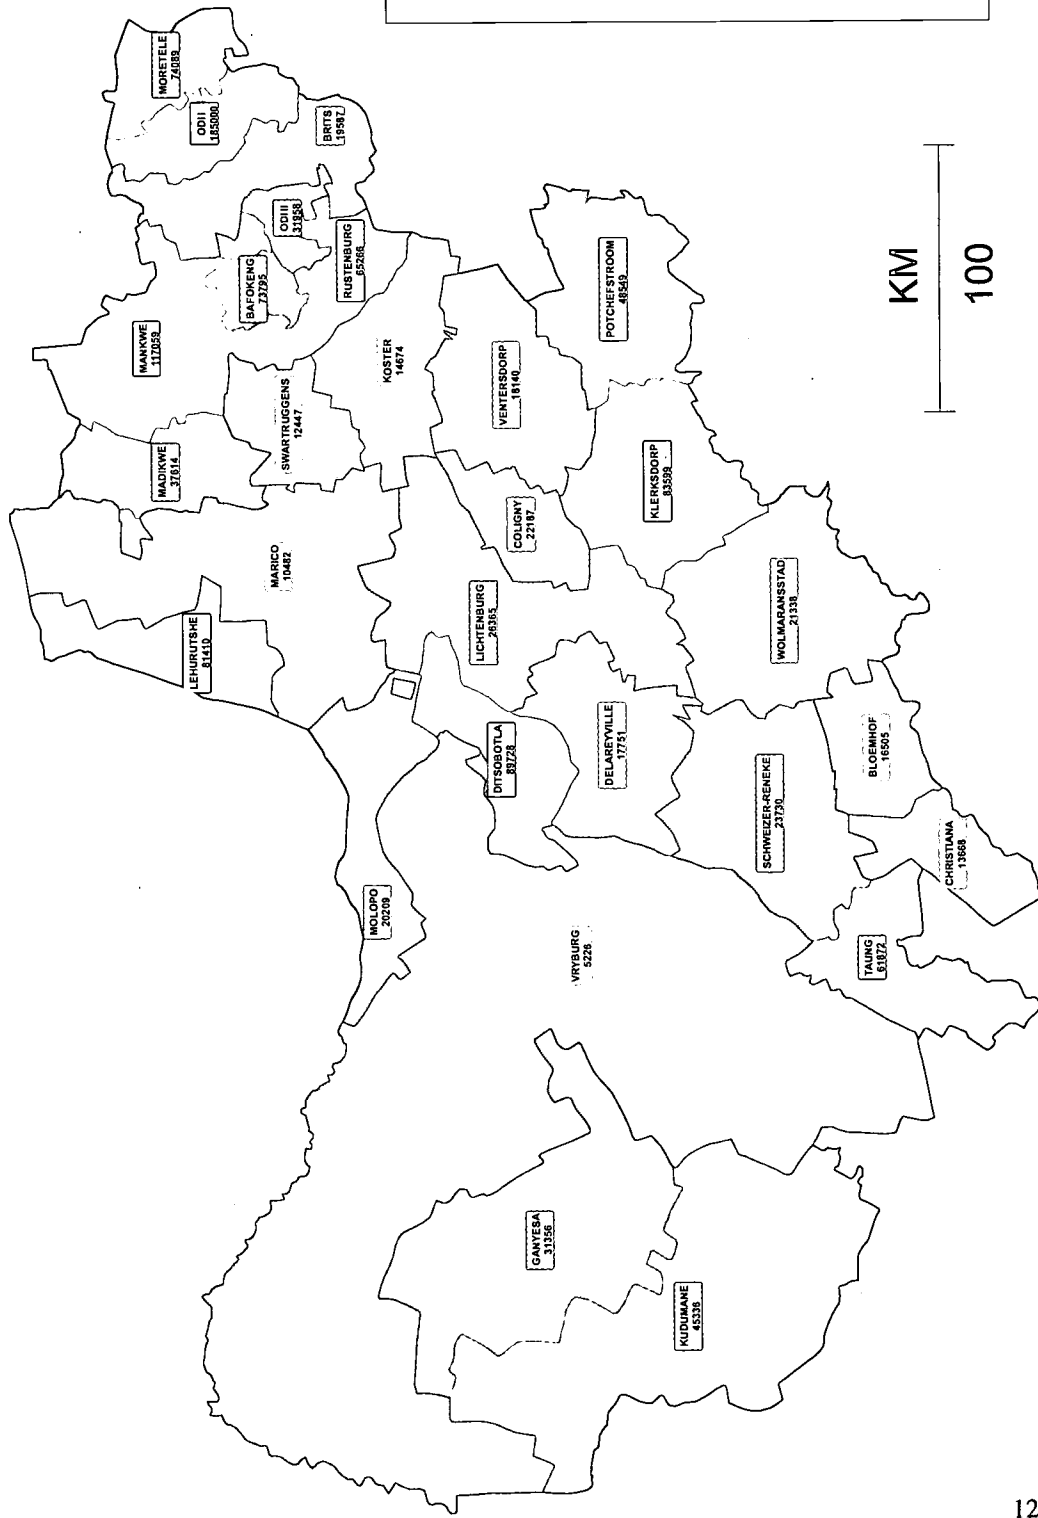 MORETELE
74089
ODII
185000
BRITS
19587
ODIII
31958
RUSTENBURG
65266
BAFOKENG
73795
MANKWE
117059
MADIKWE
37614
SWARTRUGGENS
12447
KOSTER
14674
VENTERSDORP
18140
POTCHEFSTROOM
48549
KLERKSDORP
83599
COLIGNY
22187
LICHTENBURG
26365
MARICO
10482
LEHURUTSHE
81410
WOLMARANSSTAD
21338
DITSOBOTLA
89728
DELAREYVILLE
17751
SCHWEIZER-RENEKE
23730
BLOEMHOF
16505
CHRISTIANA
13668
TAUNG
61872
MOLOPO
20209
VRYBURG
5226
GANYESA
31356
KUDUMANE
45336
KM
100
12